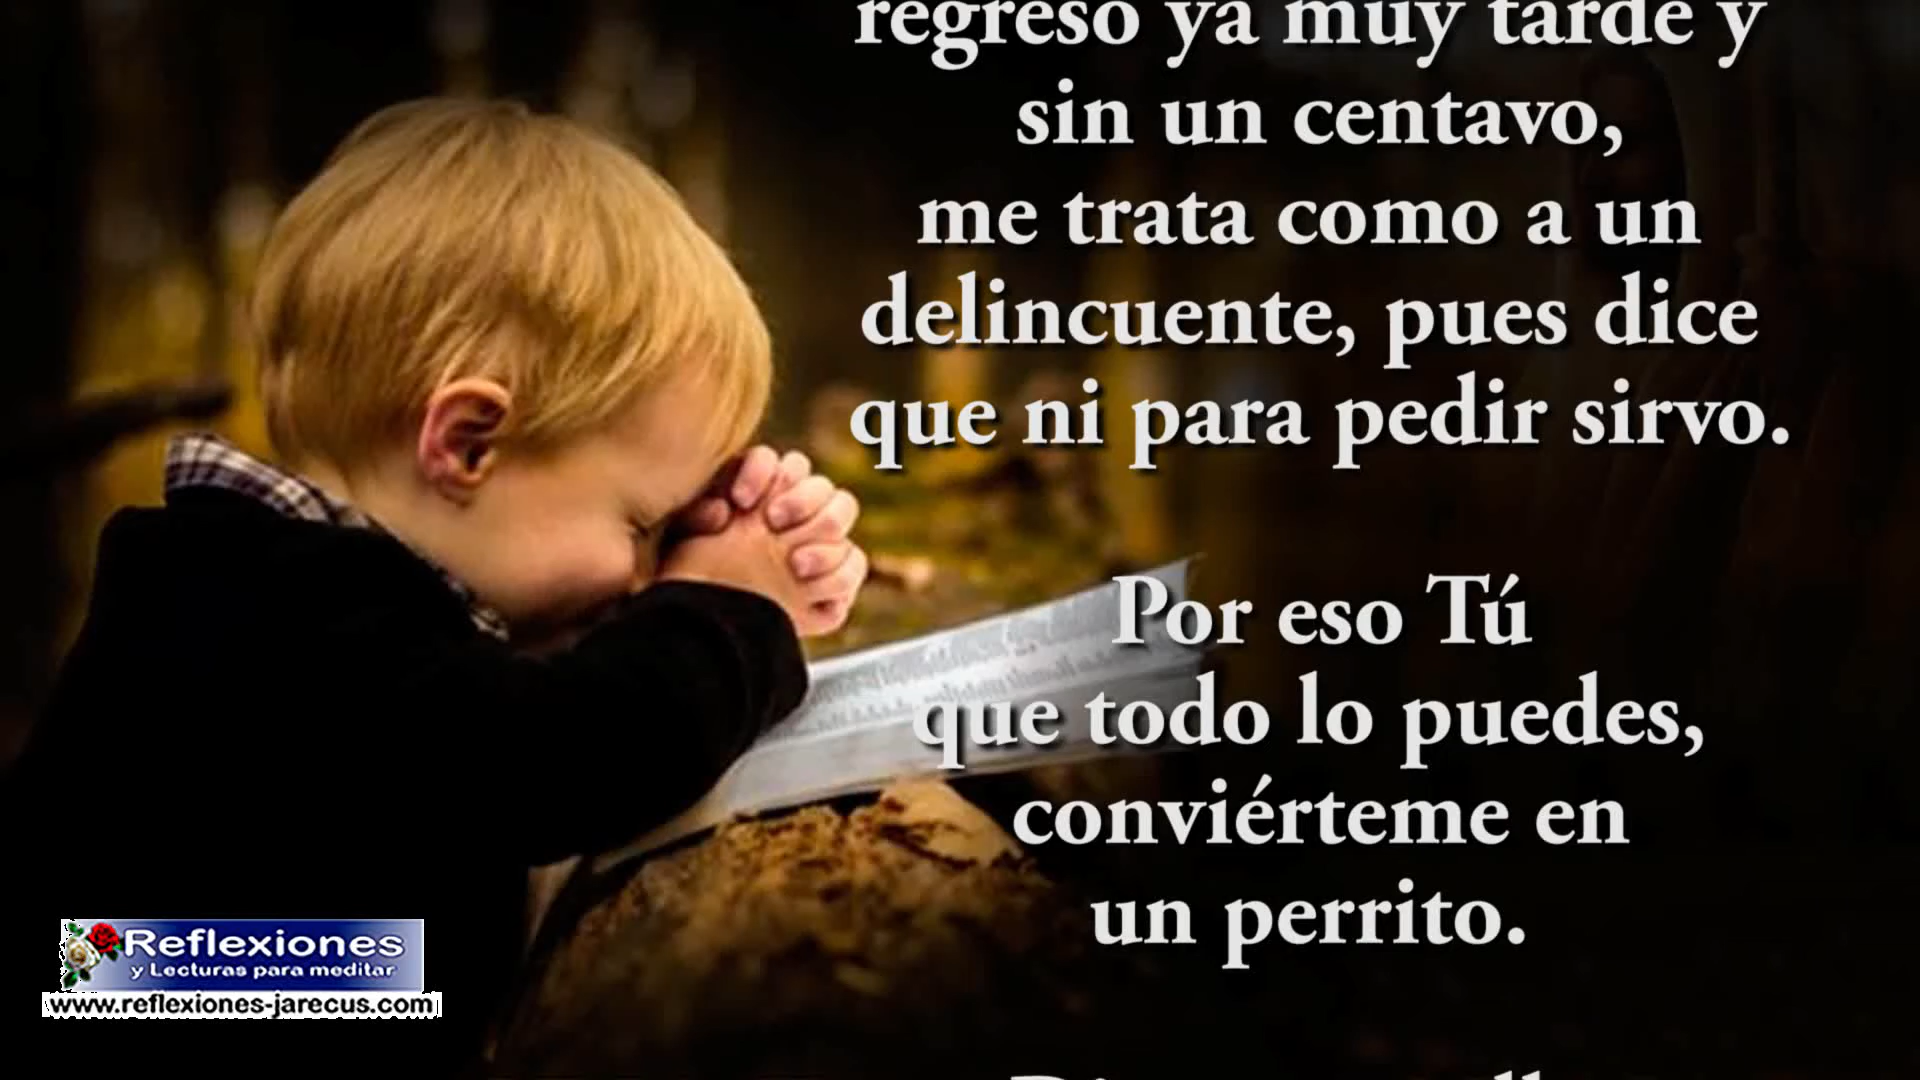 regreso ya muy tarde y
sin un centavo,
me trata como a un
delincuente, pues dice
que ni para pedir sirvo.
Por eso Tú
que todo lo puedes,
conviérteme en
un perrito.
Reflexiones
y Lecturas para meditar
www.reflexiones-jarecus.com